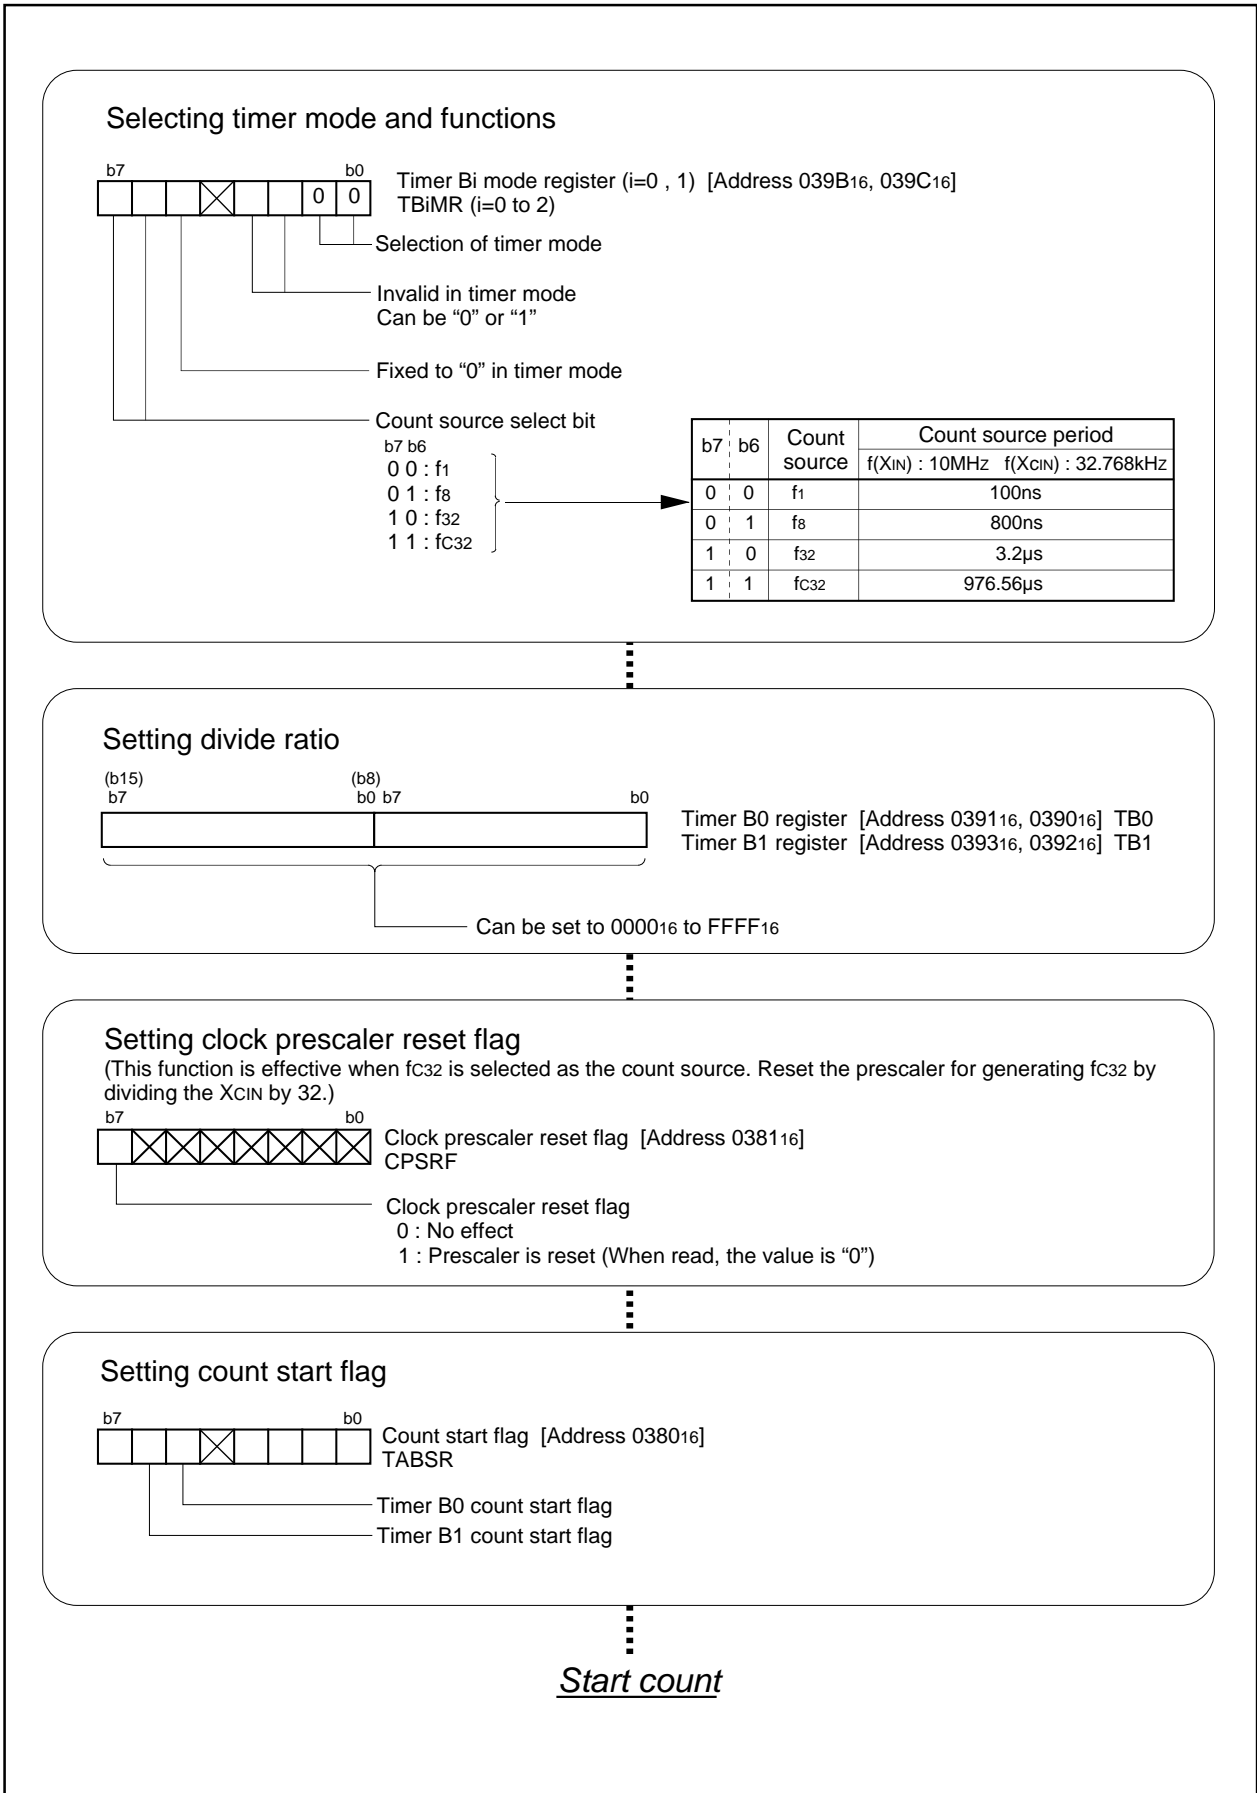 Selecting timer mode and functions
b7 b0
0 0
Timer Bi mode register (i=0 , 1) [Address 039B16, 039C16]
TBiMR (i=0 to 2)
Selection of timer mode
Invalid in timer mode
Can be “0” or “1”
Fixed to “0” in timer mode
Count source select bit
b7 b6
0 0 : f1
0 1 : f8
1 0 : f32
1 1 : fC32
b7 b6 Count source Count source period
f(XIN) : 10MHz f(XCIN) : 32.768kHz
0 0 f1 100ns
0 1 f8 800ns
1 0 f32 3.2µs
1 1 fC32 976.56µs
Setting divide ratio
(b15) (b8)
b7 b0 b7 b0
Timer B0 register [Address 039116, 039016] TB0
Timer B1 register [Address 039316, 039216] TB1
Can be set to 000016 to FFFF16
Setting clock prescaler reset flag
(This function is effective when fC32 is selected as the count source. Reset the prescaler for generating fC32 by
dividing the XCIN by 32.)
b7 b0
Clock prescaler reset flag [Address 038116]
CPSRF
Clock prescaler reset flag
0 : No effect
1 : Prescaler is reset (When read, the value is “0”)
Setting count start flag
b7 b0
Count start flag [Address 038016]
TABSR
Timer B0 count start flag
Timer B1 count start flag
Start count